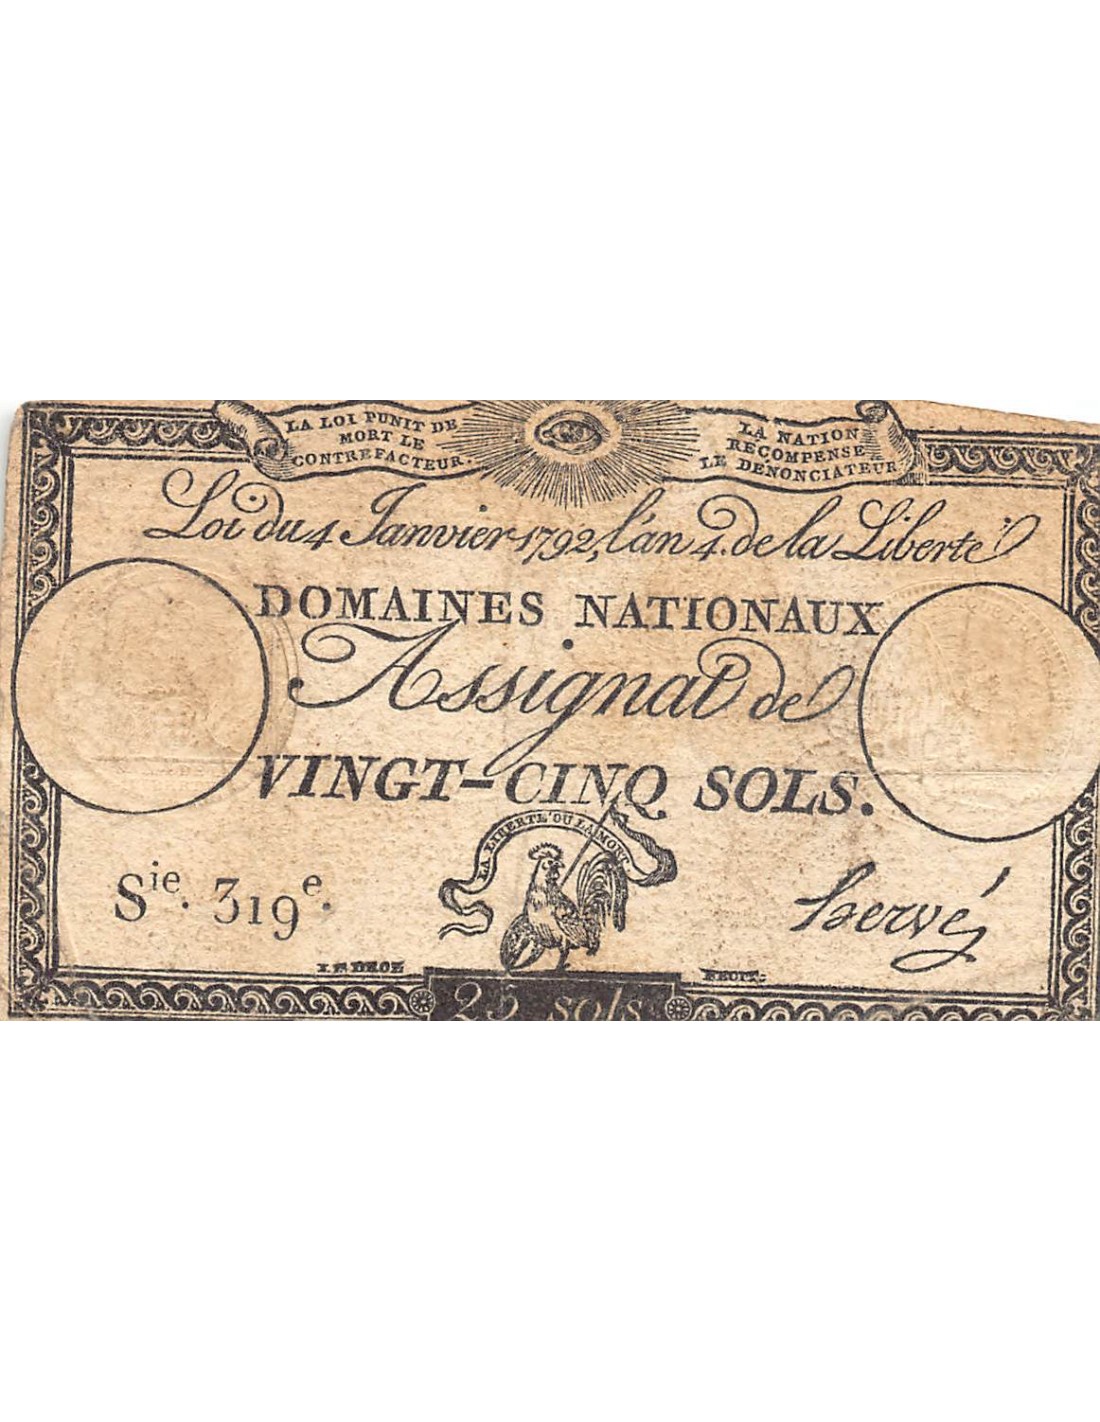 LA LOI PUNIT DE
MORT LE
CONTREFACTEUR.
LA NATION
RECOMPENSE
LE DENONCIATEUR
Loi du 4 Janvier 1792, l'an 4. de la Liberté
DOMAINES NATIONAUX
Assignat de
VINGT-CINQ SOLS.
LA LIBERTE OU LA MORT
Sie. 319e.
Hervé
FECIT.
25 sols